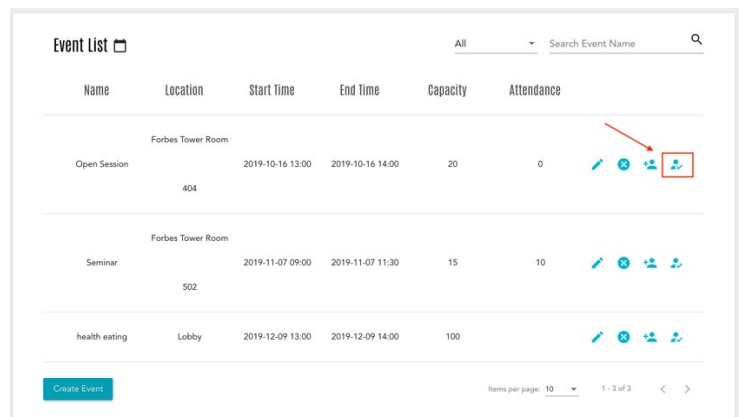 Event List
All
Search Event Name
Name Location Start Time End Time Capacity Attendance
Forbes Tower Room
Open Session 2019-10-16 13:00 2019-10-16 14:00 20 0
404
Forbes Tower Room
Seminar 2019-11-07 09:00 2019-11-07 11:30 15 10
502
health eating Lobby 2019-12-09 13:00 2019-12-09 14:00 100
Create Event
Items per page: 10 1 - 3 of 3